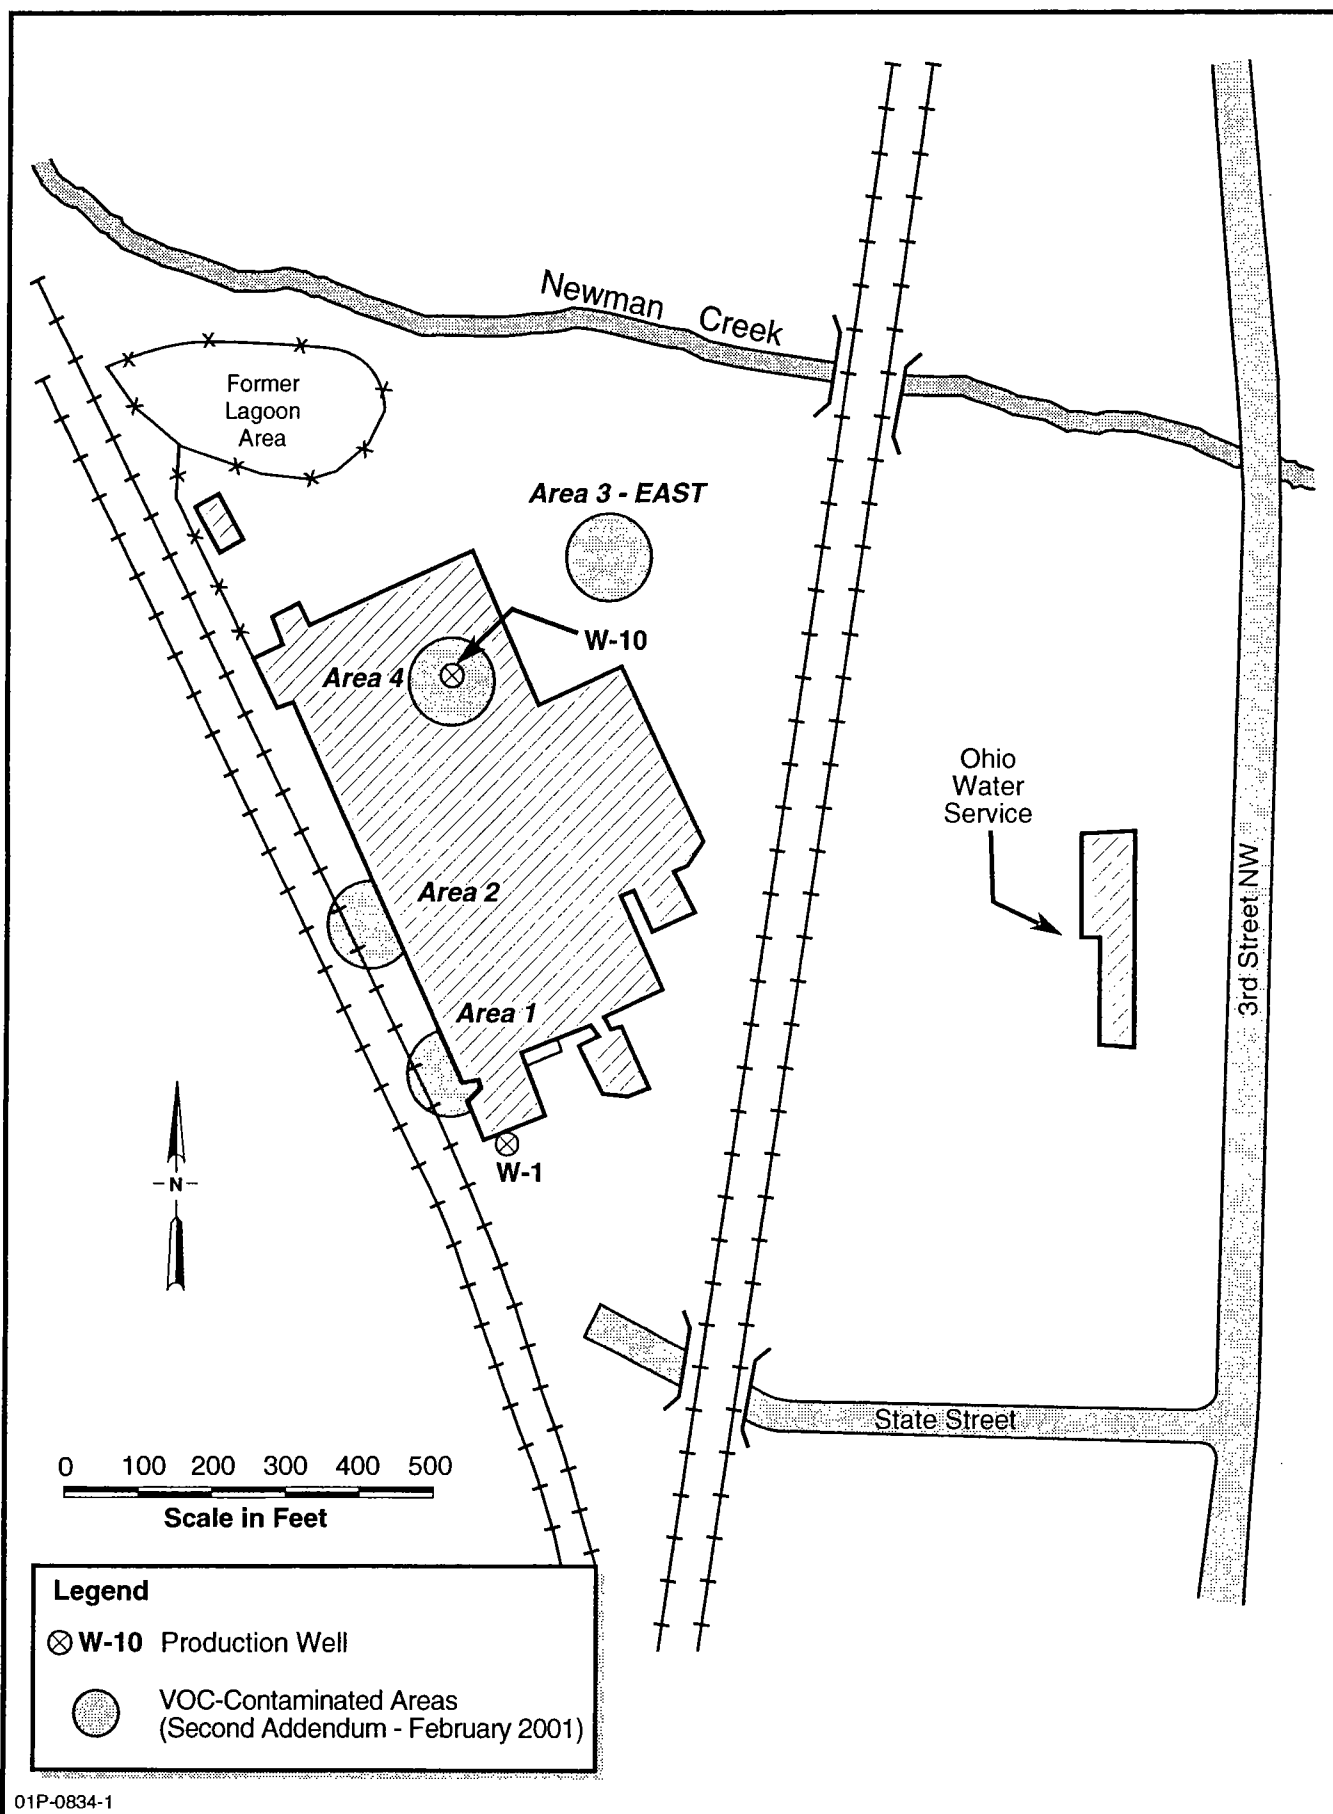 Newman Creek
Former
Lagoon
Area
Area 3 - EAST
W-10
Area 4
Ohio
Water
Service
Area 2
3rd Street NW
Area 1
N
W-1
State Street
0 100 200 300 400 500
Scale in Feet
Legend
W-10 Production Well
VOC-Contaminated Areas
(Second Addendum - February 2001)
01P-0834-1